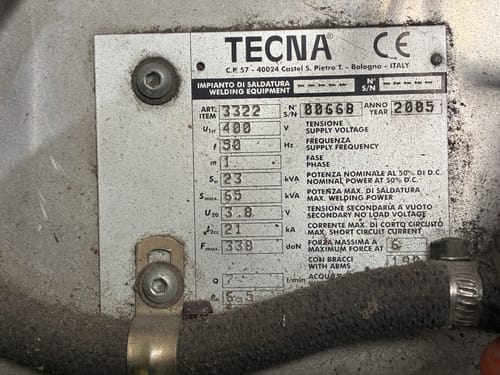 TECNA® CE
C.P. 57 - 40024 Castel S. Pietro T. - Bologna - ITALY
IMPIANTO DI SALDATURA WELDING EQUIPMENT ----- N° S/N -----
ART. ITEM 3322 N° S/N 00668 ANNO YEAR 2005
U1n 400 V TENSIONE SUPPLY VOLTAGE
f 50 Hz FREQUENZA SUPPLY FREQUENCY
m 1 FASE PHASE
Sn 23 kVA POTENZA NOMINALE AL 50% DI D.C. NOMINAL POWER AT 50% D.C.
Smax 65 kVA POTENZA MAX. DI SALDATURA MAX. WELDING POWER
U20 3.8 V TENSIONE SECONDARIA A VUOTO SECONDARY NO LOAD VOLTAGE
I2cc 21 kA CORRENTE MAX. DI CORTO CIRCUITO MAX. SHORT CIRCUIT CURRENT
Fmax. 338 daN FORZA MASSIMA a MAXIMUM FORCE AT 6
CON BRACCI WITH ARMS
Q 7 l/min